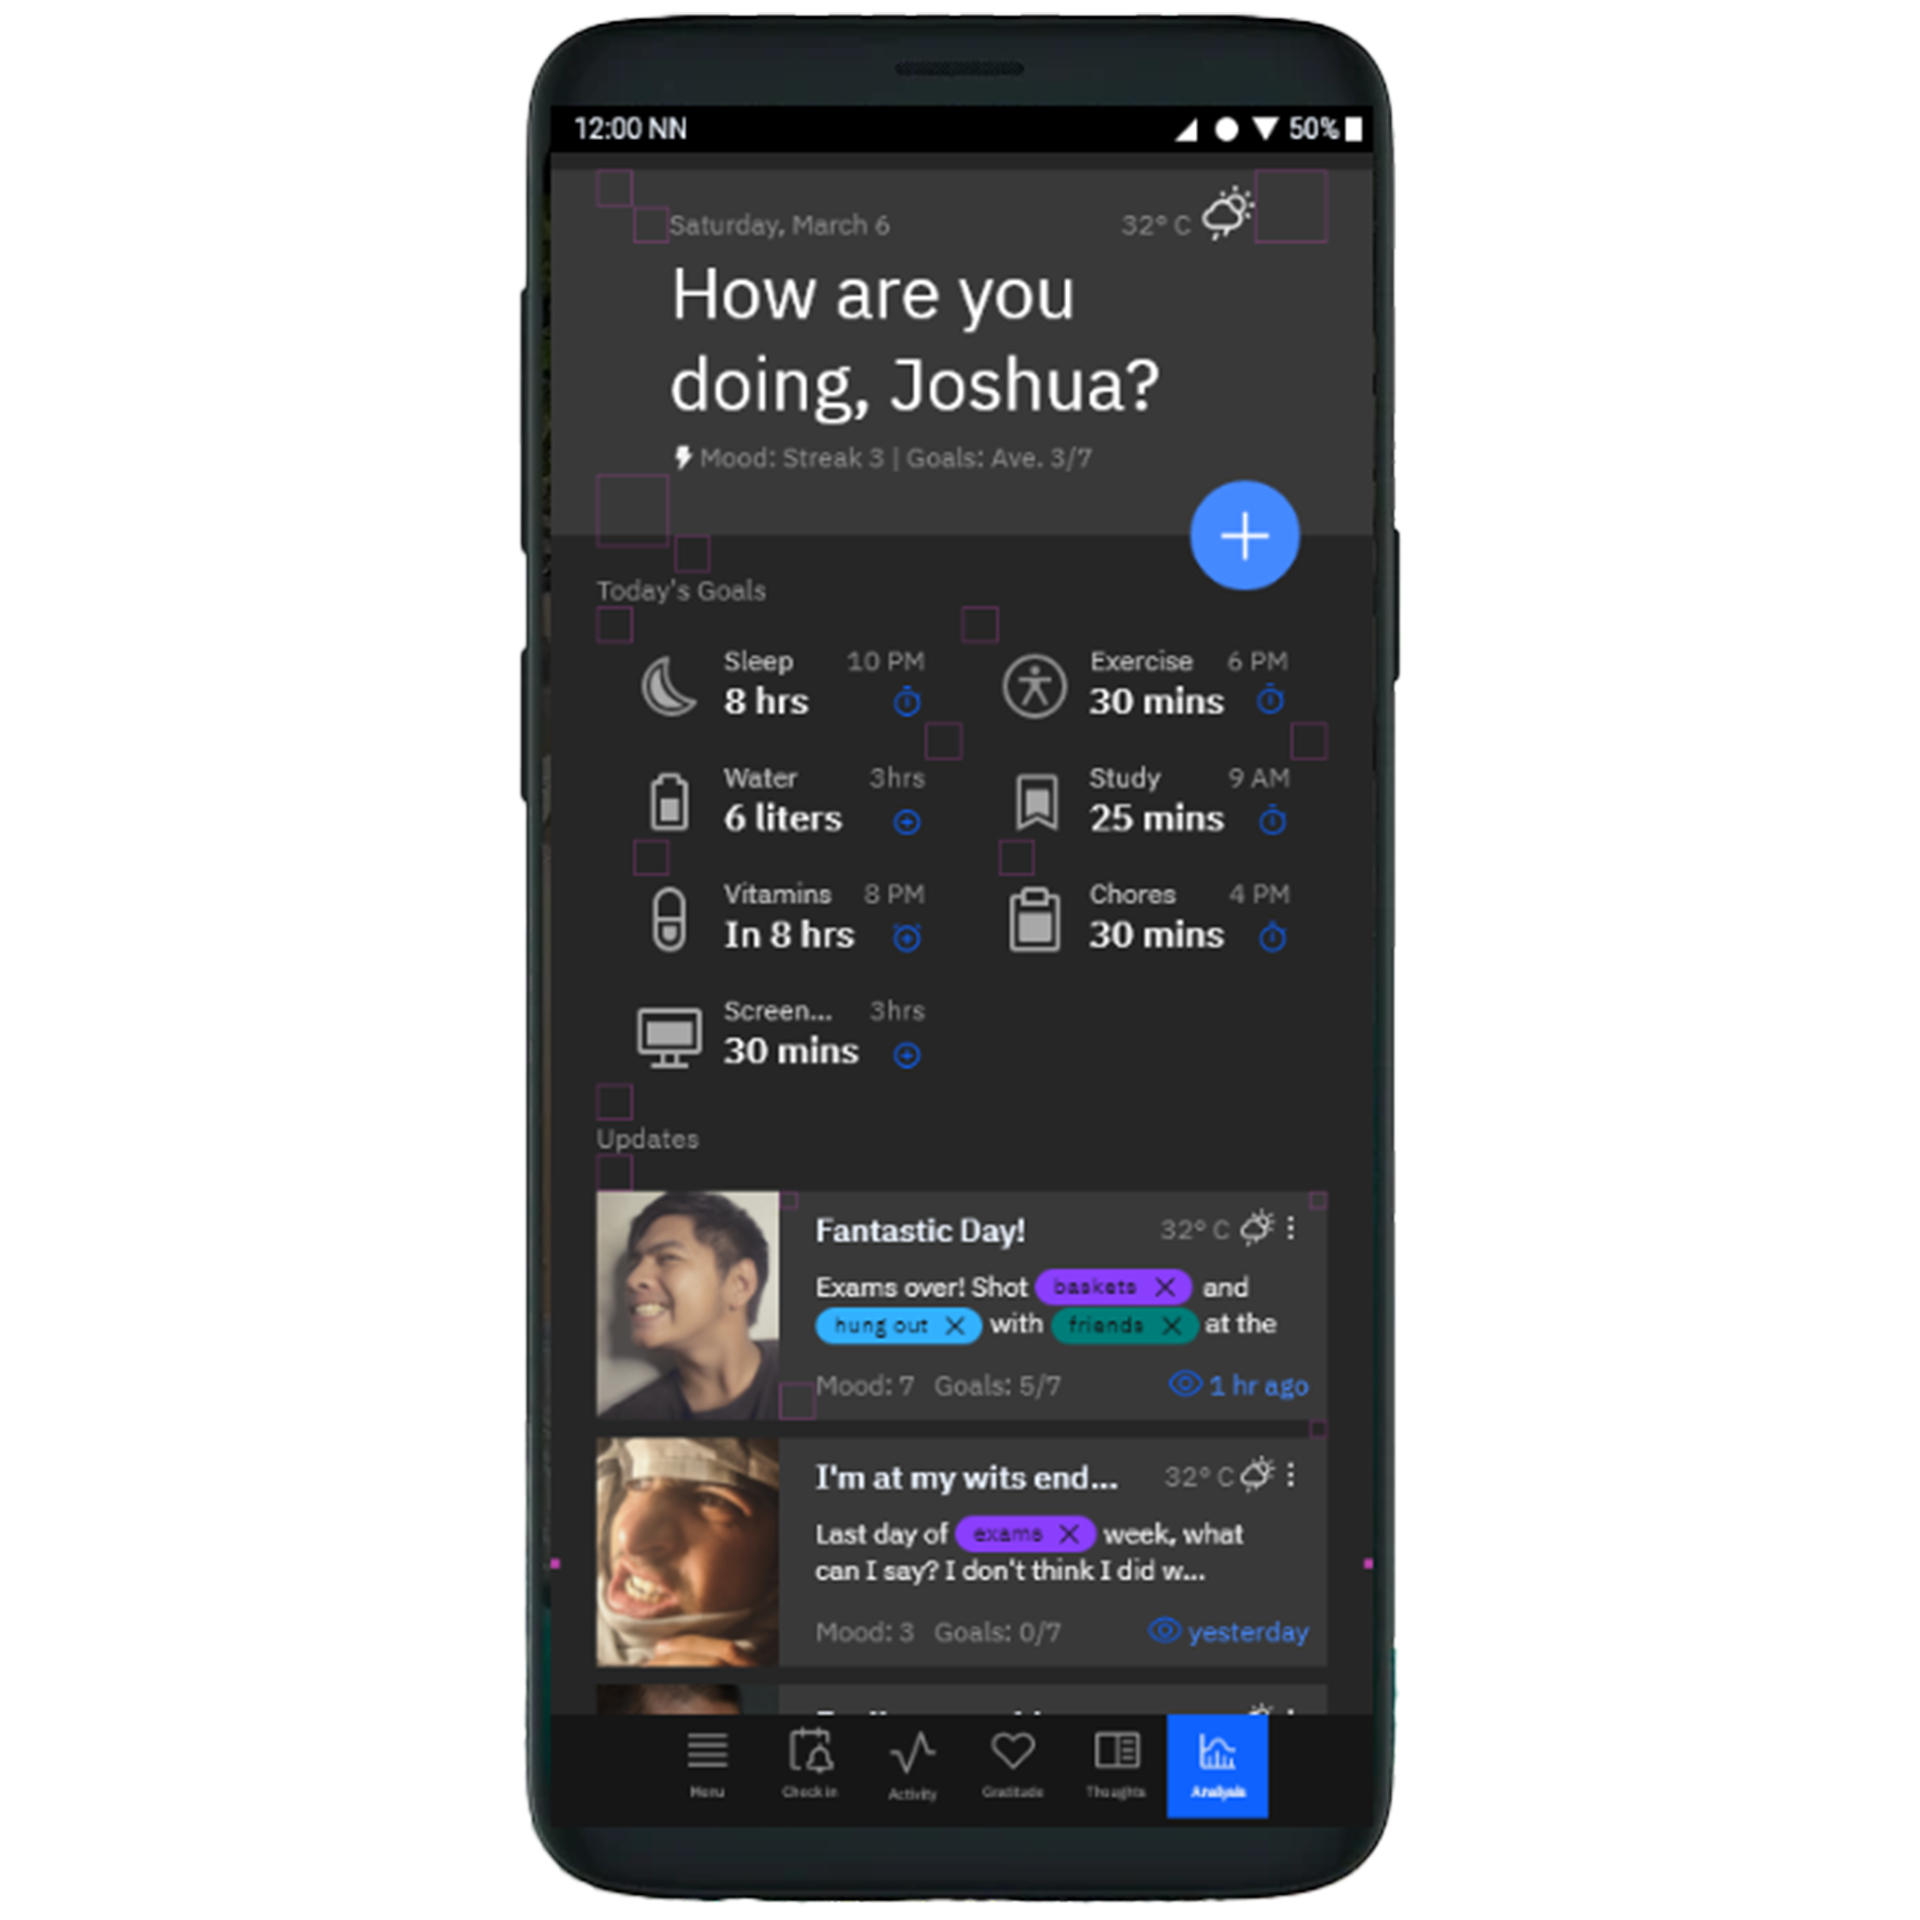 12:00 NN 50%
Saturday, March 6 32° C
How are you
doing, Joshua?
Mood: Streak 3 | Goals: Ave. 3/7
Today's Goals
Sleep 10 PM Exercise 6 PM
8 hrs 30 mins
Water 3hrs Study 9 AM
6 liters 25 mins
Vitamins 8 PM Chores 4 PM
In 8 hrs 30 mins
Screen... 3hrs
30 mins
Updates
Fantastic Day! 32° C
Exams over! Shot baskets and
hung out with friends at the
Mood: 7 Goals: 5/7 1 hr ago
I'm at my wits end... 32° C
Last day of exams week, what
can I say? I don't think I did w...
Mood: 3 Goals: 0/7 yesterday
Menu Check in Activity Gratitude Thoughts Analysis